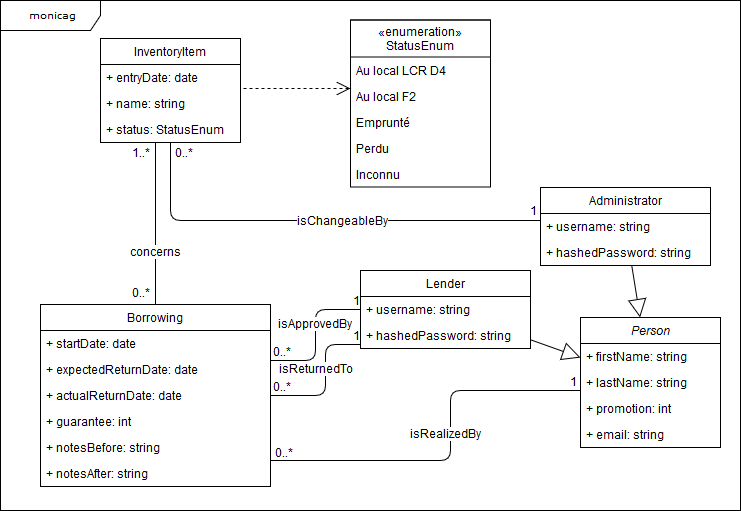 monicag
InventoryItem
+ entryDate: date
+ name: string
+ status: StatusEnum
«enumeration»
StatusEnum
Au local LCR D4
Au local F2
Emprunté
Perdu
Inconnu
1..*
0..*
isChangeableBy
1
Administrator
+ username: string
+ hashedPassword: string
concerns
0..*
Lender
+ username: string
+ hashedPassword: string
Borrowing
+ startDate: date
+ expectedReturnDate: date
+ actualReturnDate: date
+ guarantee: int
+ notesBefore: string
+ notesAfter: string
1
isApprovedBy
0..*
1
isReturnedTo
0..*
Person
+ firstName: string
+ lastName: string
+ promotion: int
+ email: string
1
isRealizedBy
0..*